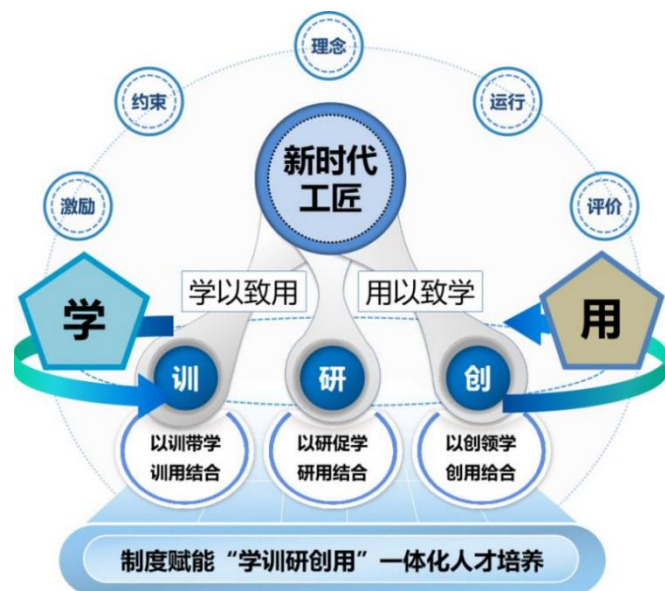 理念
约束
运行
激励
评价
新时代
工匠
学以致用
用以致学
学
用
训
研
创
以训带学
训用结合
以研促学
研用结合
以创领学
创用给合
制度赋能“学训研创用”一体化人才培养